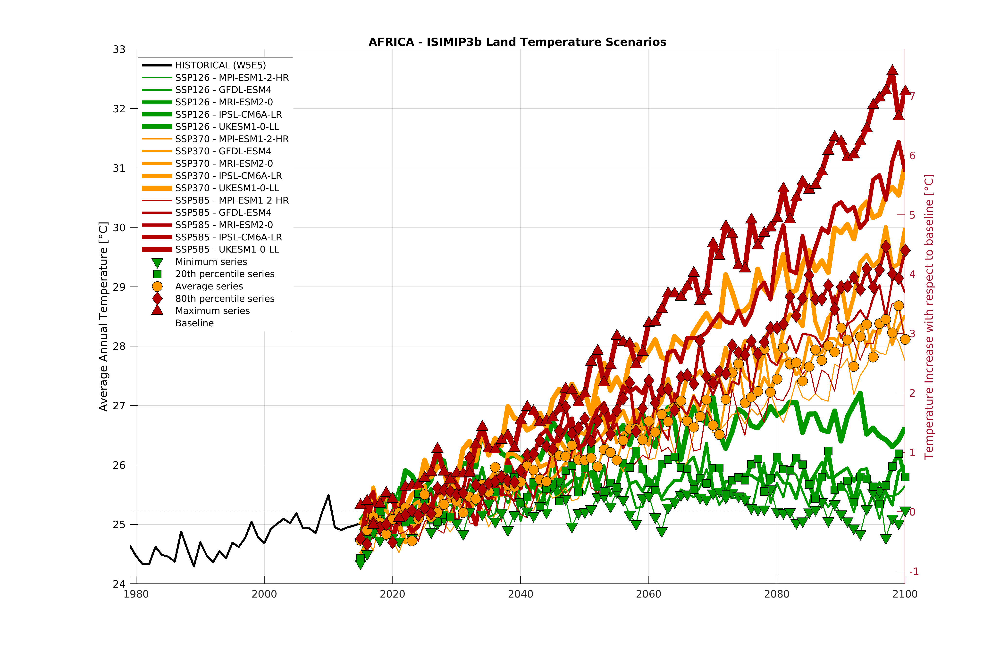 AFRICA - ISIMIP3b Land Temperature Scenarios
33
32
31
30
29
28
27
26
25
24
Average Annual Temperature [°C]
HISTORICAL (W5E5)
SSP126 - MPI-ESM1-2-HR
SSP126 - GFDL-ESM4
SSP126 - MRI-ESM2-0
SSP126 - IPSL-CM6A-LR
SSP126 - UKESM1-0-LL
SSP370 - MPI-ESM1-2-HR
SSP370 - GFDL-ESM4
SSP370 - MRI-ESM2-0
SSP370 - IPSL-CM6A-LR
SSP370 - UKESM1-0-LL
SSP585 - MPI-ESM1-2-HR
SSP585 - GFDL-ESM4
SSP585 - MRI-ESM2-0
SSP585 - IPSL-CM6A-LR
SSP585 - UKESM1-0-LL
Minimum series
20th percentile series
Average series
80th percentile series
Maximum series
Baseline
7
6
5
4
3
2
1
0
-1
Temperature Increase with respect to baseline [°C]
1980 2000 2020 2040 2060 2080 2100